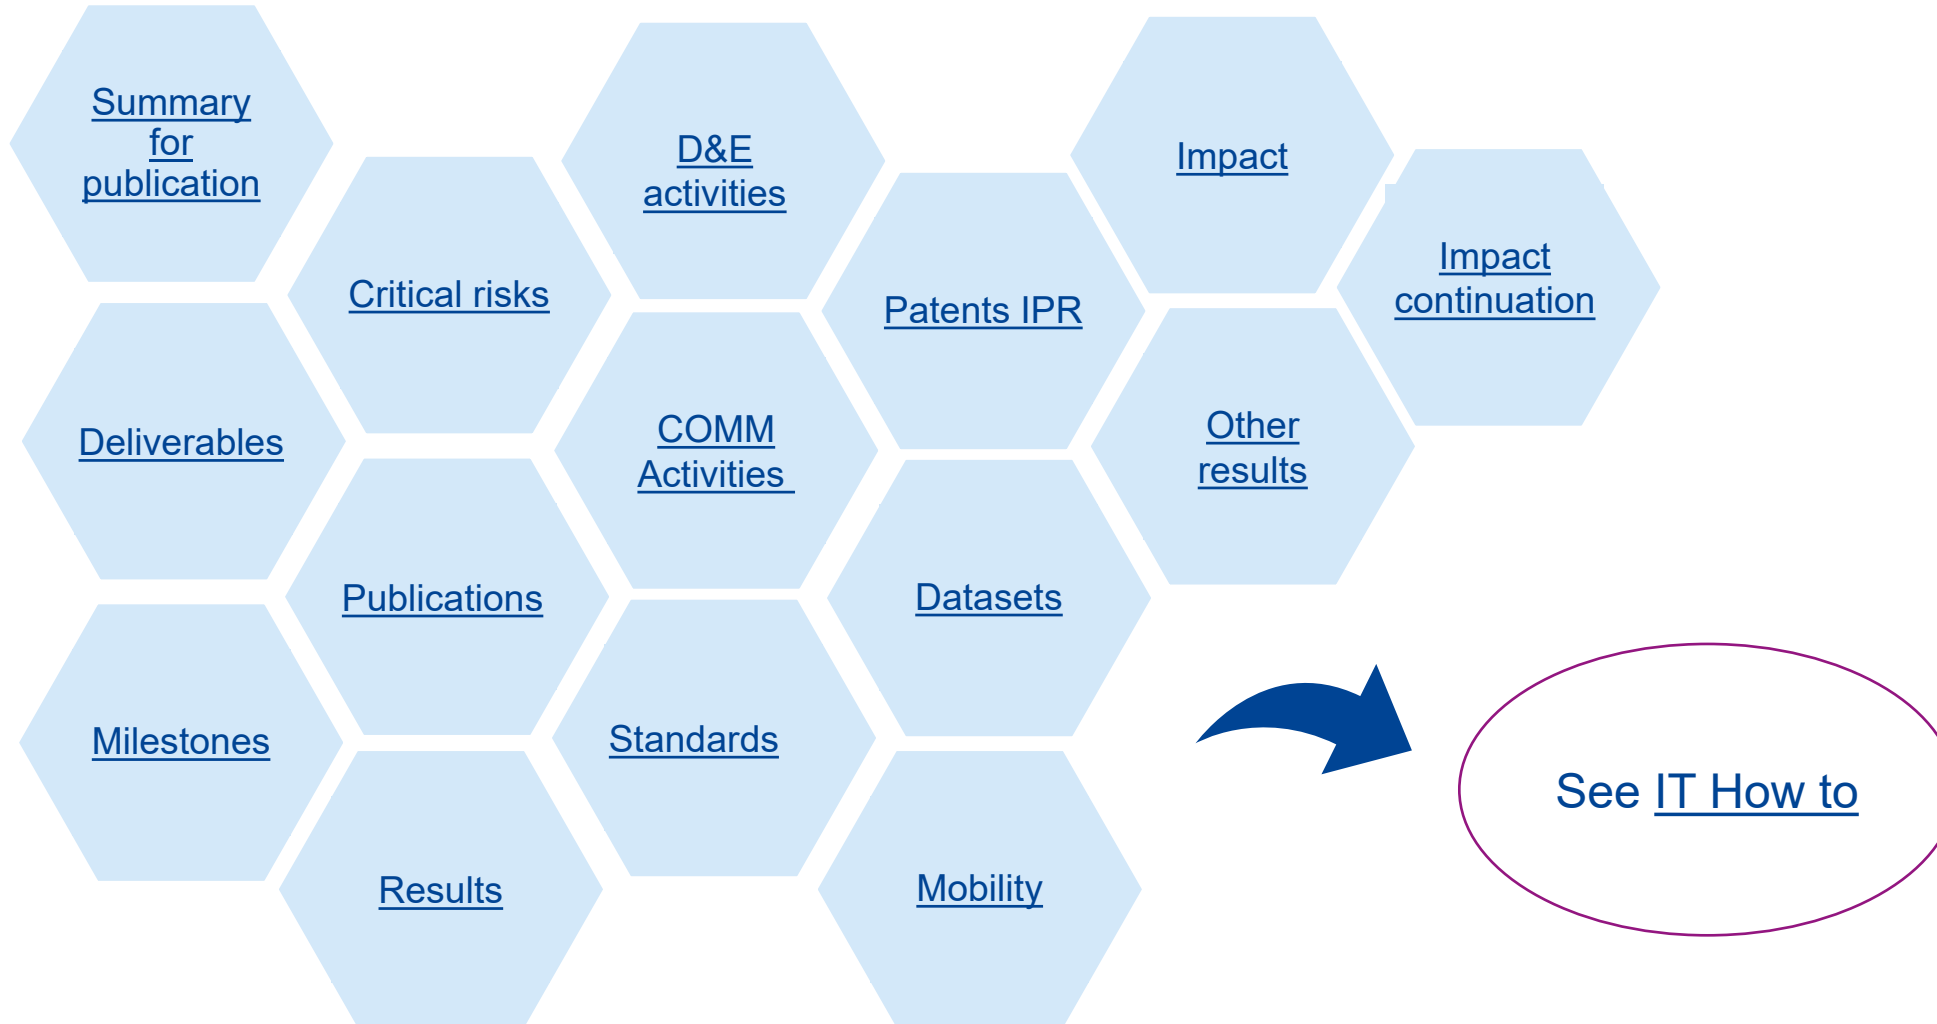 Summary
for
publication
Deliverables
Milestones
Critical risks
Publications
Results
D&E
activities
COMM
Activities
Standards
Patents IPR
Datasets
Mobility
Impact
Other
results
Impact
continuation
See IT How to